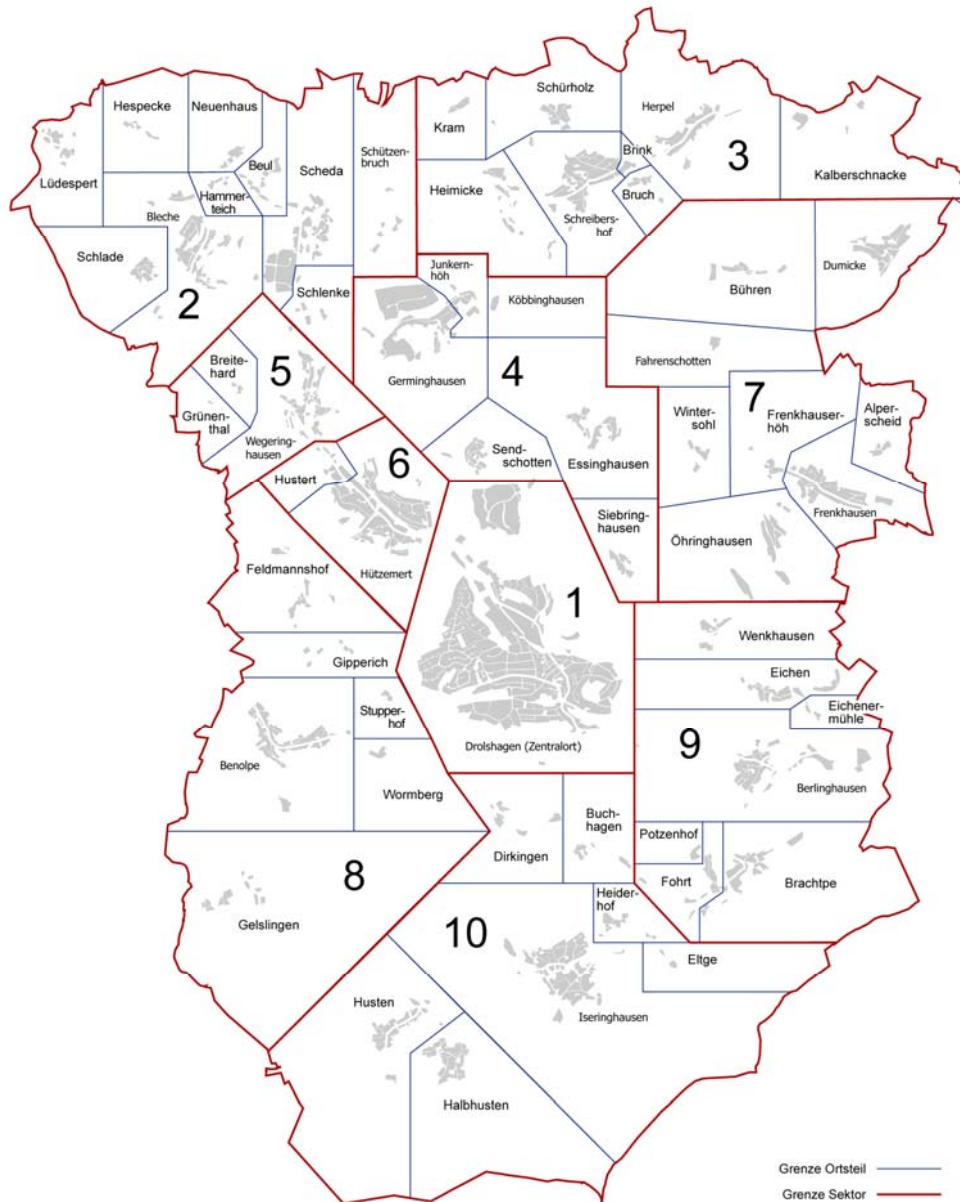 Hespecke
Neuenhaus
Schürholz
Herpel
Kram
Schützen-
bruch
Beul
Scheda
Brink
3
Lüdespert
Hammer-
teich
Heimicke
Bruch
Kalberschnacke
Bleche
Schreibers-
hof
Schlade
Junkern-
höh
Dumicke
2
Schlenke
Köbbinghausen
Bühren
Breite-
hard
5
4
Fahrenschotten
Germinghausen
7
Grünen-
thal
Winter-
sohl
Frenkhauser-
höh
Alper-
scheid
Wegering-
hausen
6
Send-
schotten
Essinghausen
Hustert
Siebring-
hausen
Frenkhausen
Öhringhausen
Feldmannshof
Hützemert
1
Wenkhausen
Gipperich
Eichen
Stupper-
hof
Eichener-
mühle
9
Drolshagen (Zentralort)
Benolpe
Berlinghausen
Wormberg
Buch-
hagen
Potzenhof
Dirkingen
8
Fohrt
Brachtpe
Heider-
hof
Gelslingen
10
Eltge
Husten
Iseringhausen
Halbhusten
Grenze Ortsteil
Grenze Sektor